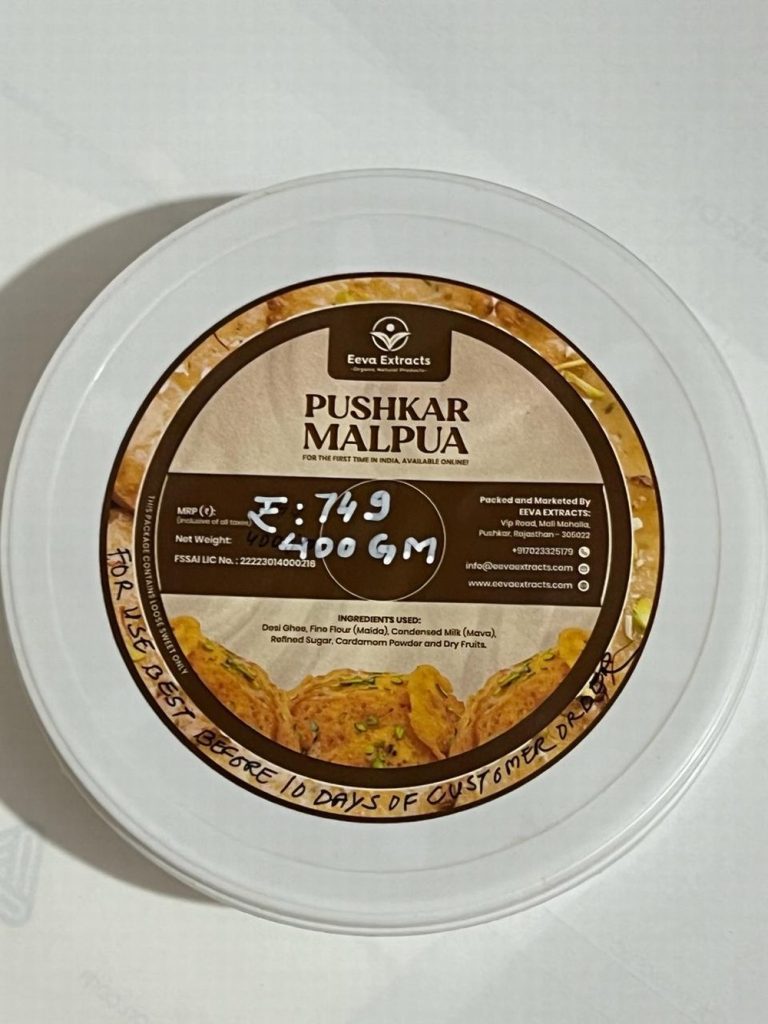 Eeva Extracts
-Organic, Natural Products-
PUSHKAR
MALPUA
FOR THE FIRST TIME IN INDIA, AVAILABLE ONLINE!
MRP (₹): ₹: 749
(Inclusive of all taxes)
Net Weight: 400 GM
FSSAI LIC No. : 22223014000218
Packed and Marketed By
EEVA EXTRACTS:
Vip Road, Mali Mohalla,
Pushkar, Rajasthan - 305022
+917023325179
info@eevaextracts.com
www.eevaextracts.com
THIS PACKAGE CONTAINS LOOSE SWEET ONLY
INGREDIENTS USED:
Desi Ghee, Fine Flour (Maida), Condensed Milk (Mava),
Refined Sugar, Cardamom Powder and Dry Fruits.
FOR USE BEST BEFORE 10 DAYS OF CUSTOMER ORDER